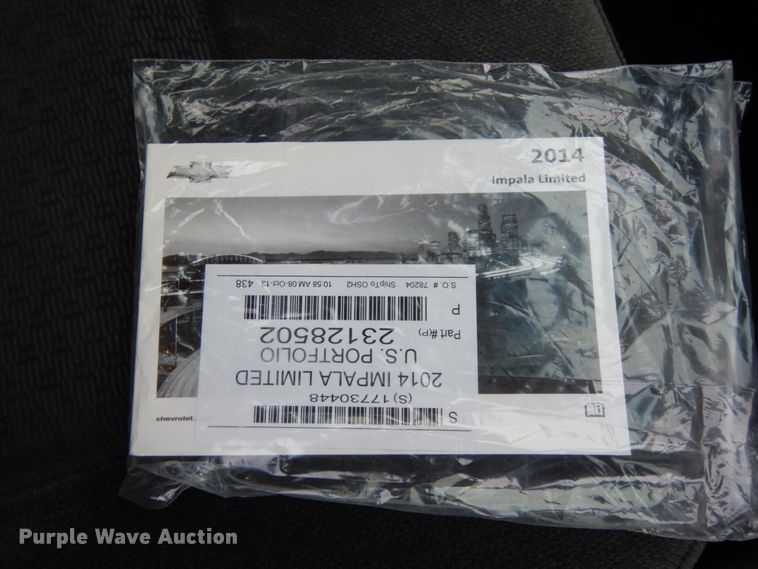 2014
Impala Limited
S.O. # 78204 ShipTo OSH2 10:58 AM 08-Oct-13 438
P
Part#(P)
23128502
U.S. PORTFOLIO
2014 IMPALA LIMITED
(S) 17730448
S
chevrolet.
Purple Wave Auction